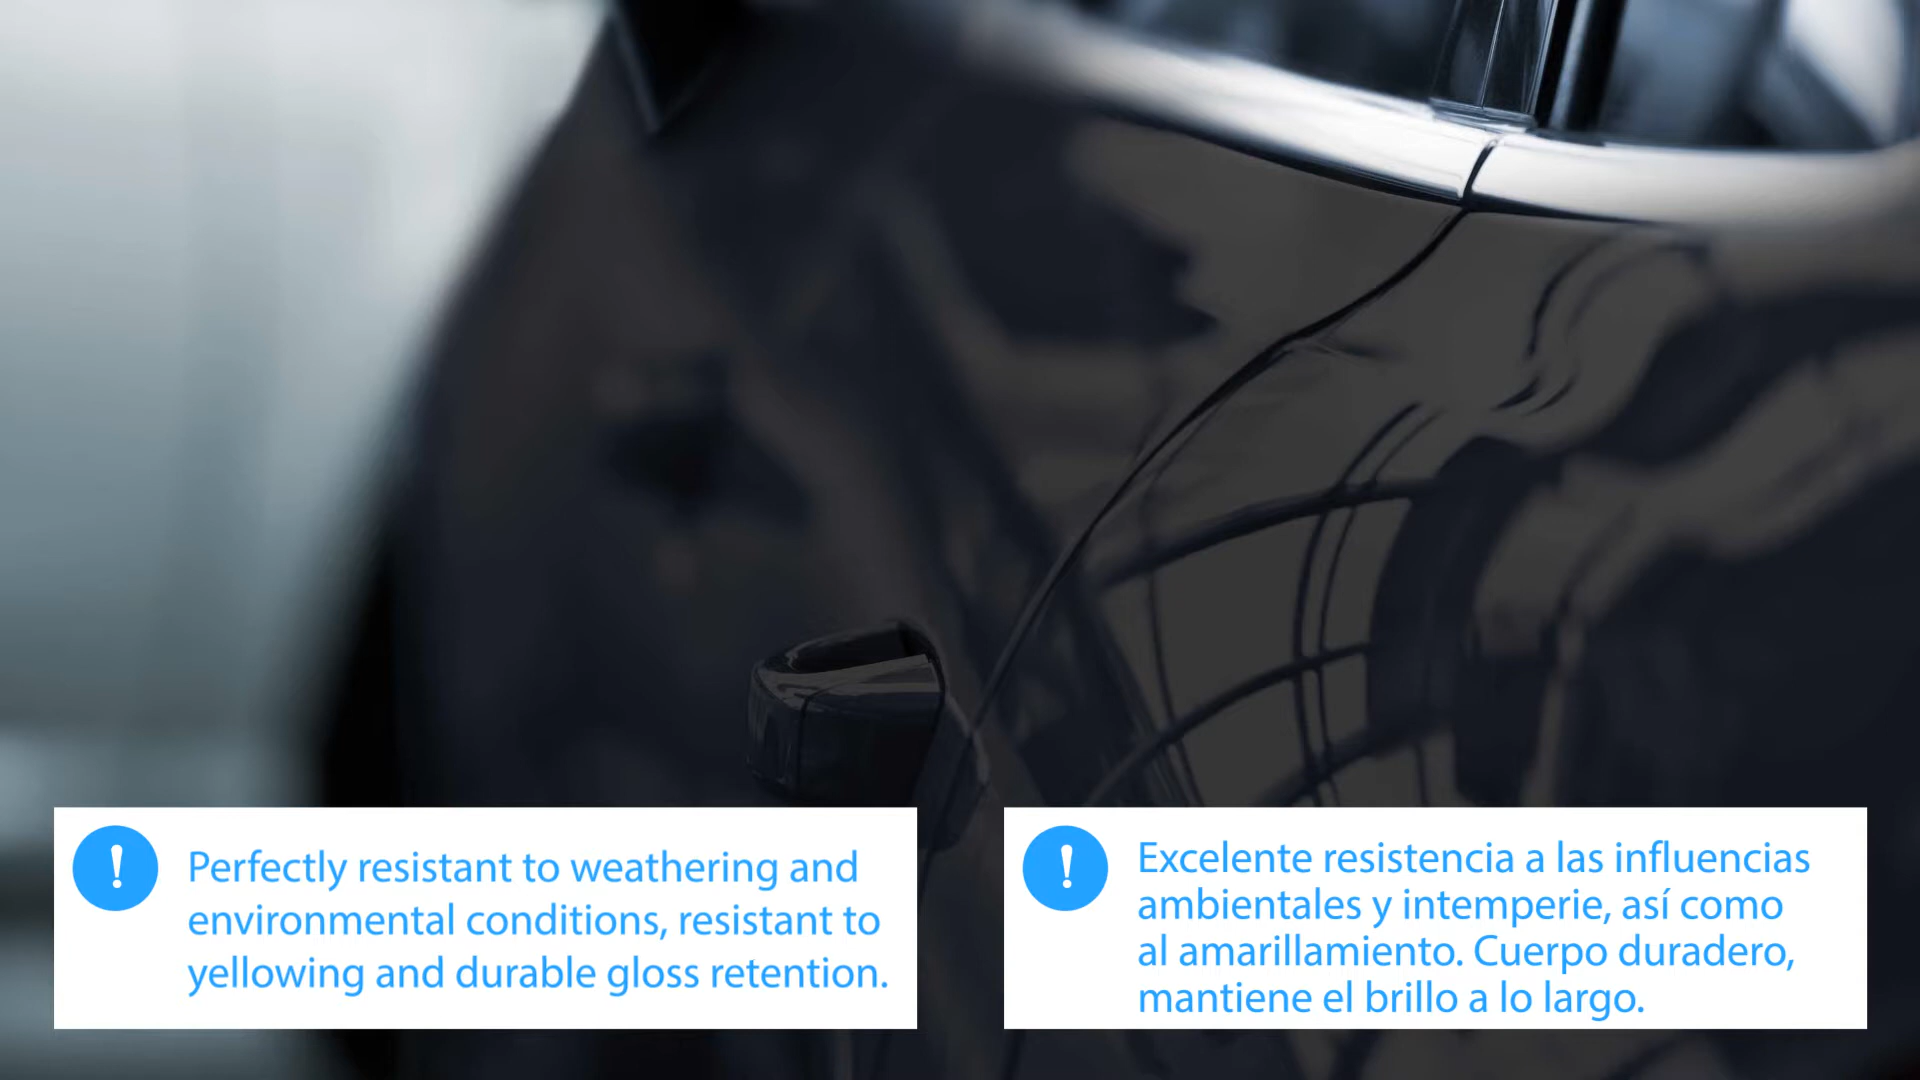 Perfectly resistant to weathering and
environmental conditions, resistant to
yellowing and durable gloss retention.
Excelente resistencia a las influencias
ambientales y intemperie, así como
al amarillamiento. Cuerpo duradero,
mantiene el brillo a lo largo.